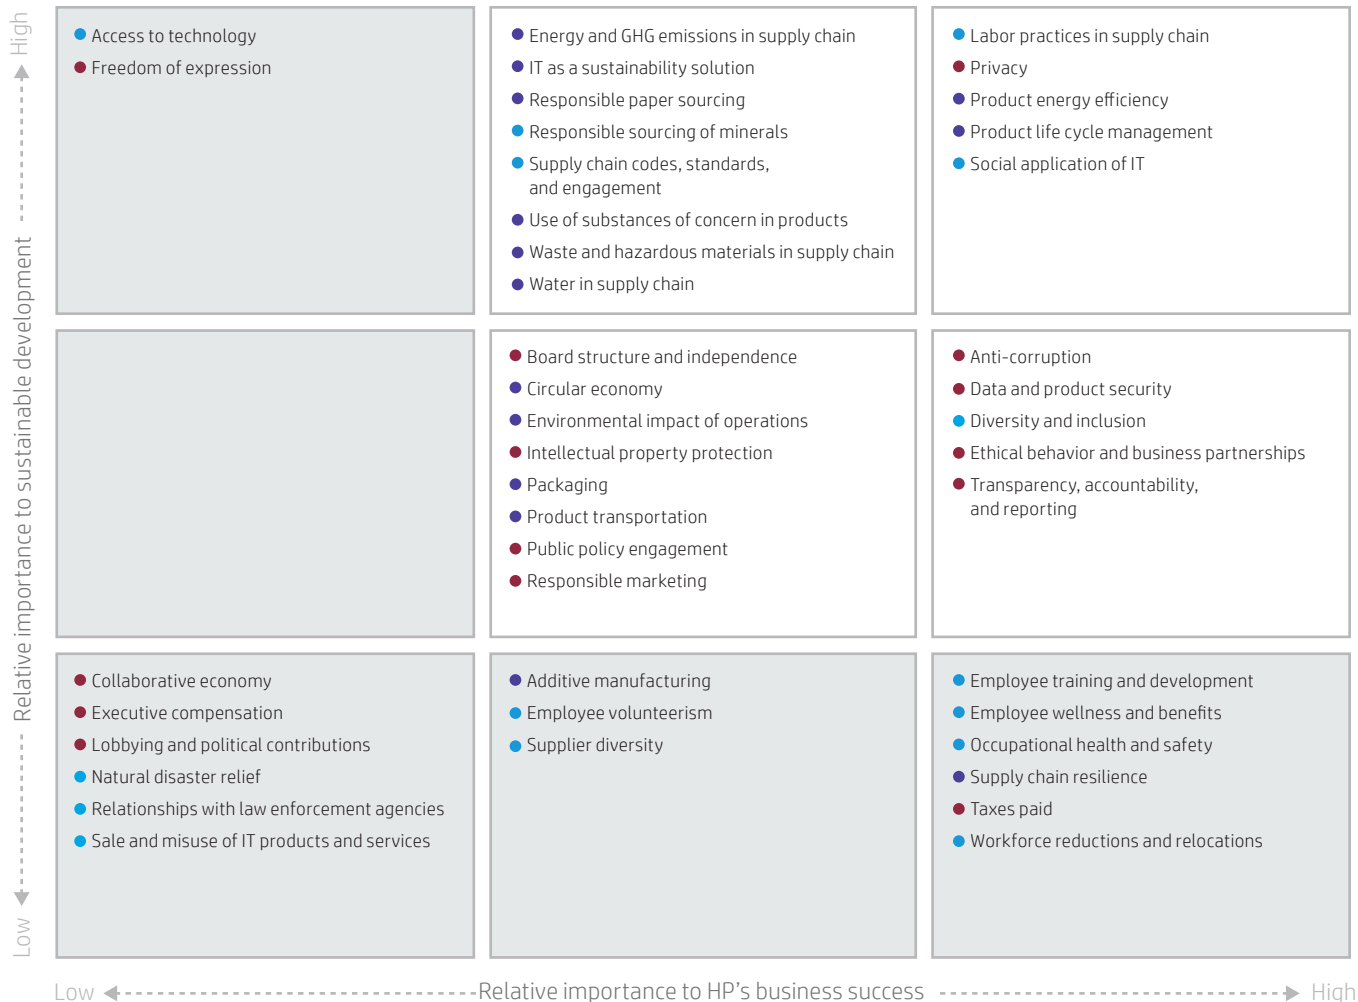 High
Relative importance to sustainable development
Low
Access to technology
Freedom of expression
Energy and GHG emissions in supply chain
IT as a sustainability solution
Responsible paper sourcing
Responsible sourcing of minerals
Supply chain codes, standards,
and engagement
Use of substances of concern in products
Waste and hazardous materials in supply chain
Water in supply chain
Labor practices in supply chain
Privacy
Product energy efficiency
Product life cycle management
Social application of IT
Board structure and independence
Circular economy
Environmental impact of operations
Intellectual property protection
Packaging
Product transportation
Public policy engagement
Responsible marketing
Anti-corruption
Data and product security
Diversity and inclusion
Ethical behavior and business partnerships
Transparency, accountability,
and reporting
Collaborative economy
Executive compensation
Lobbying and political contributions
Natural disaster relief
Relationships with law enforcement agencies
Sale and misuse of IT products and services
Additive manufacturing
Employee volunteerism
Supplier diversity
Employee training and development
Employee wellness and benefits
Occupational health and safety
Supply chain resilience
Taxes paid
Workforce reductions and relocations
Low
Relative importance to HP's business success
High